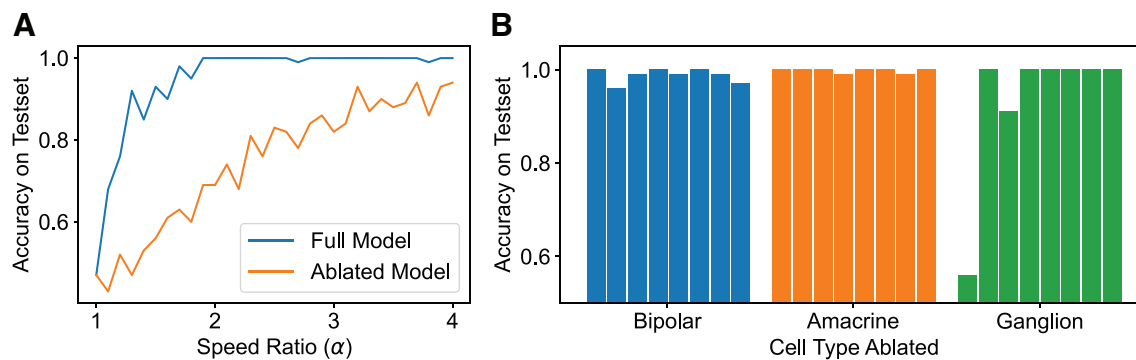 A
Accuracy on Testset
1.0
0.8
0.6
Full Model
Ablated Model
1 2 3 4
Speed Ratio (α)
B
Accuracy on Testset
1.0
0.8
0.6
Bipolar Amacrine Ganglion
Cell Type Ablated